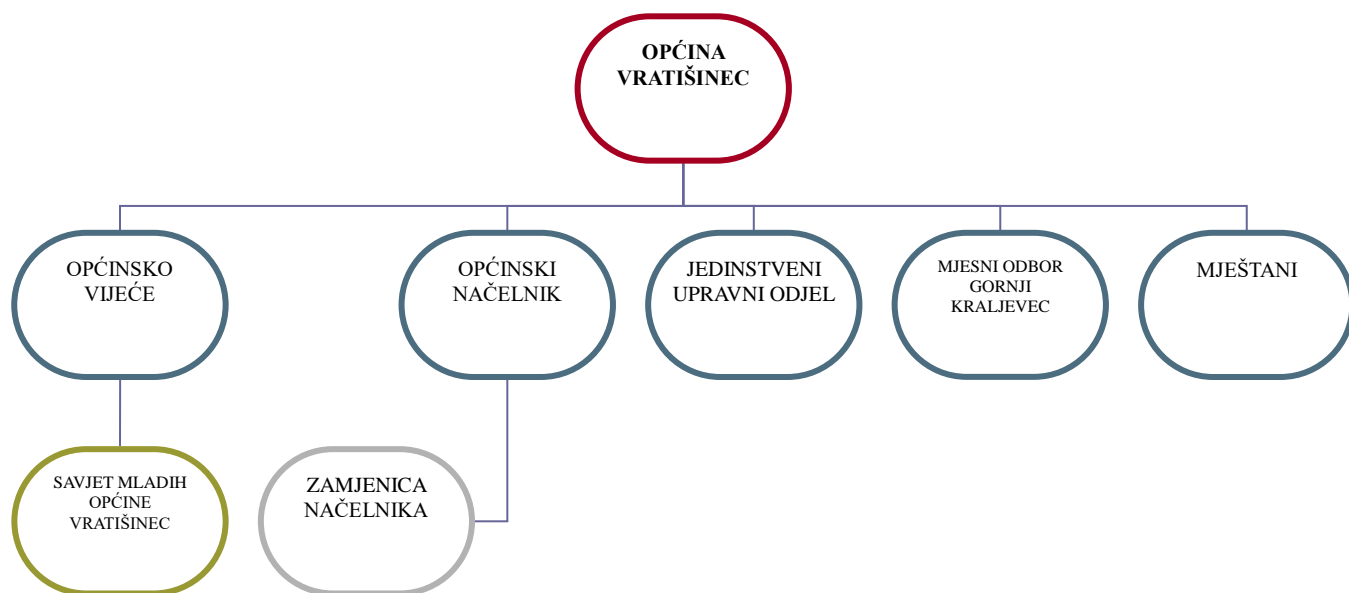 OPĆINA
VRATIŠINEC
OPĆINSKO
VIJEĆE
OPĆINSKI
NAČELNIK
JEDINSTVENI
UPRAVNI ODJEL
MJESNI ODBOR
GORNJI
KRALJEVEC
MJEŠTANI
SAVJET MLADIH
OPĆINE
VRATIŠINEC
ZAMJENICA
NAČELNIKA